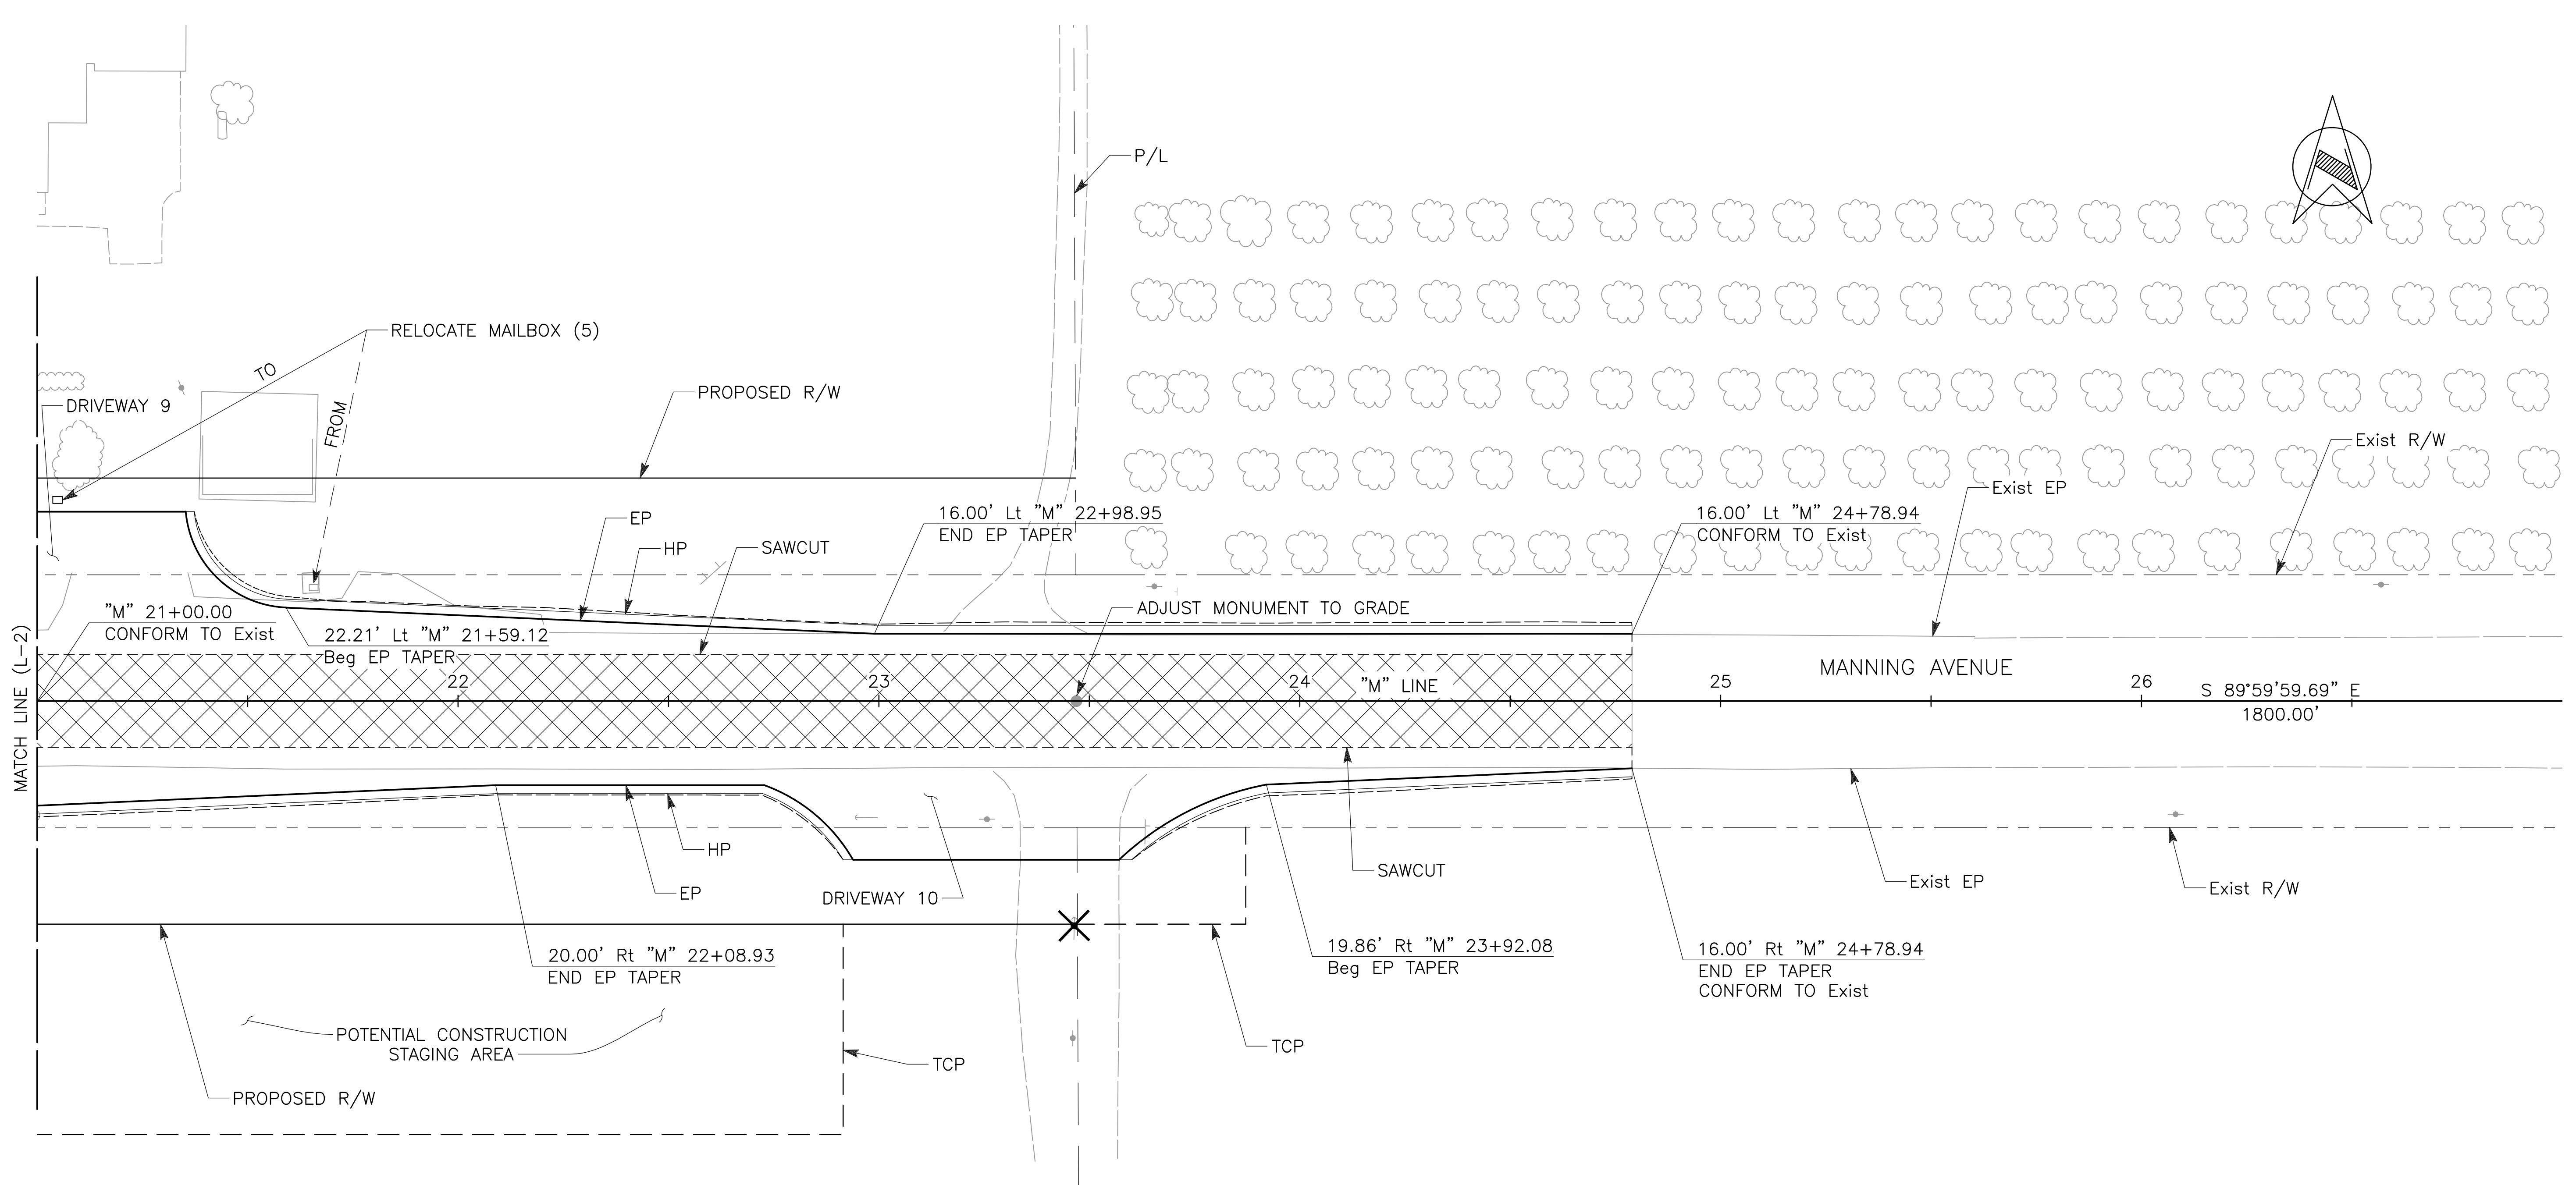 P/L
RELOCATE MAILBOX (5)
TO
FROM
DRIVEWAY 9
PROPOSED R/W
Exist R/W
Exist EP
EP
HP
SAWCUT
16.00' Lt "M" 22+98.95
END EP TAPER
16.00' Lt "M" 24+78.94
CONFORM TO Exist
"M" 21+00.00
CONFORM TO Exist
22.21' Lt "M" 21+59.12
Beg EP TAPER
ADJUST MONUMENT TO GRADE
MATCH LINE (L-2)
22
23
24
"M" LINE
25
MANNING AVENUE
26
S 89°59'59.69" E
1800.00'
HP
EP
DRIVEWAY 10
SAWCUT
Exist EP
Exist R/W
20.00' Rt "M" 22+08.93
END EP TAPER
19.86' Rt "M" 23+92.08
Beg EP TAPER
16.00' Rt "M" 24+78.94
END EP TAPER
CONFORM TO Exist
POTENTIAL CONSTRUCTION
STAGING AREA
TCP
TCP
PROPOSED R/W